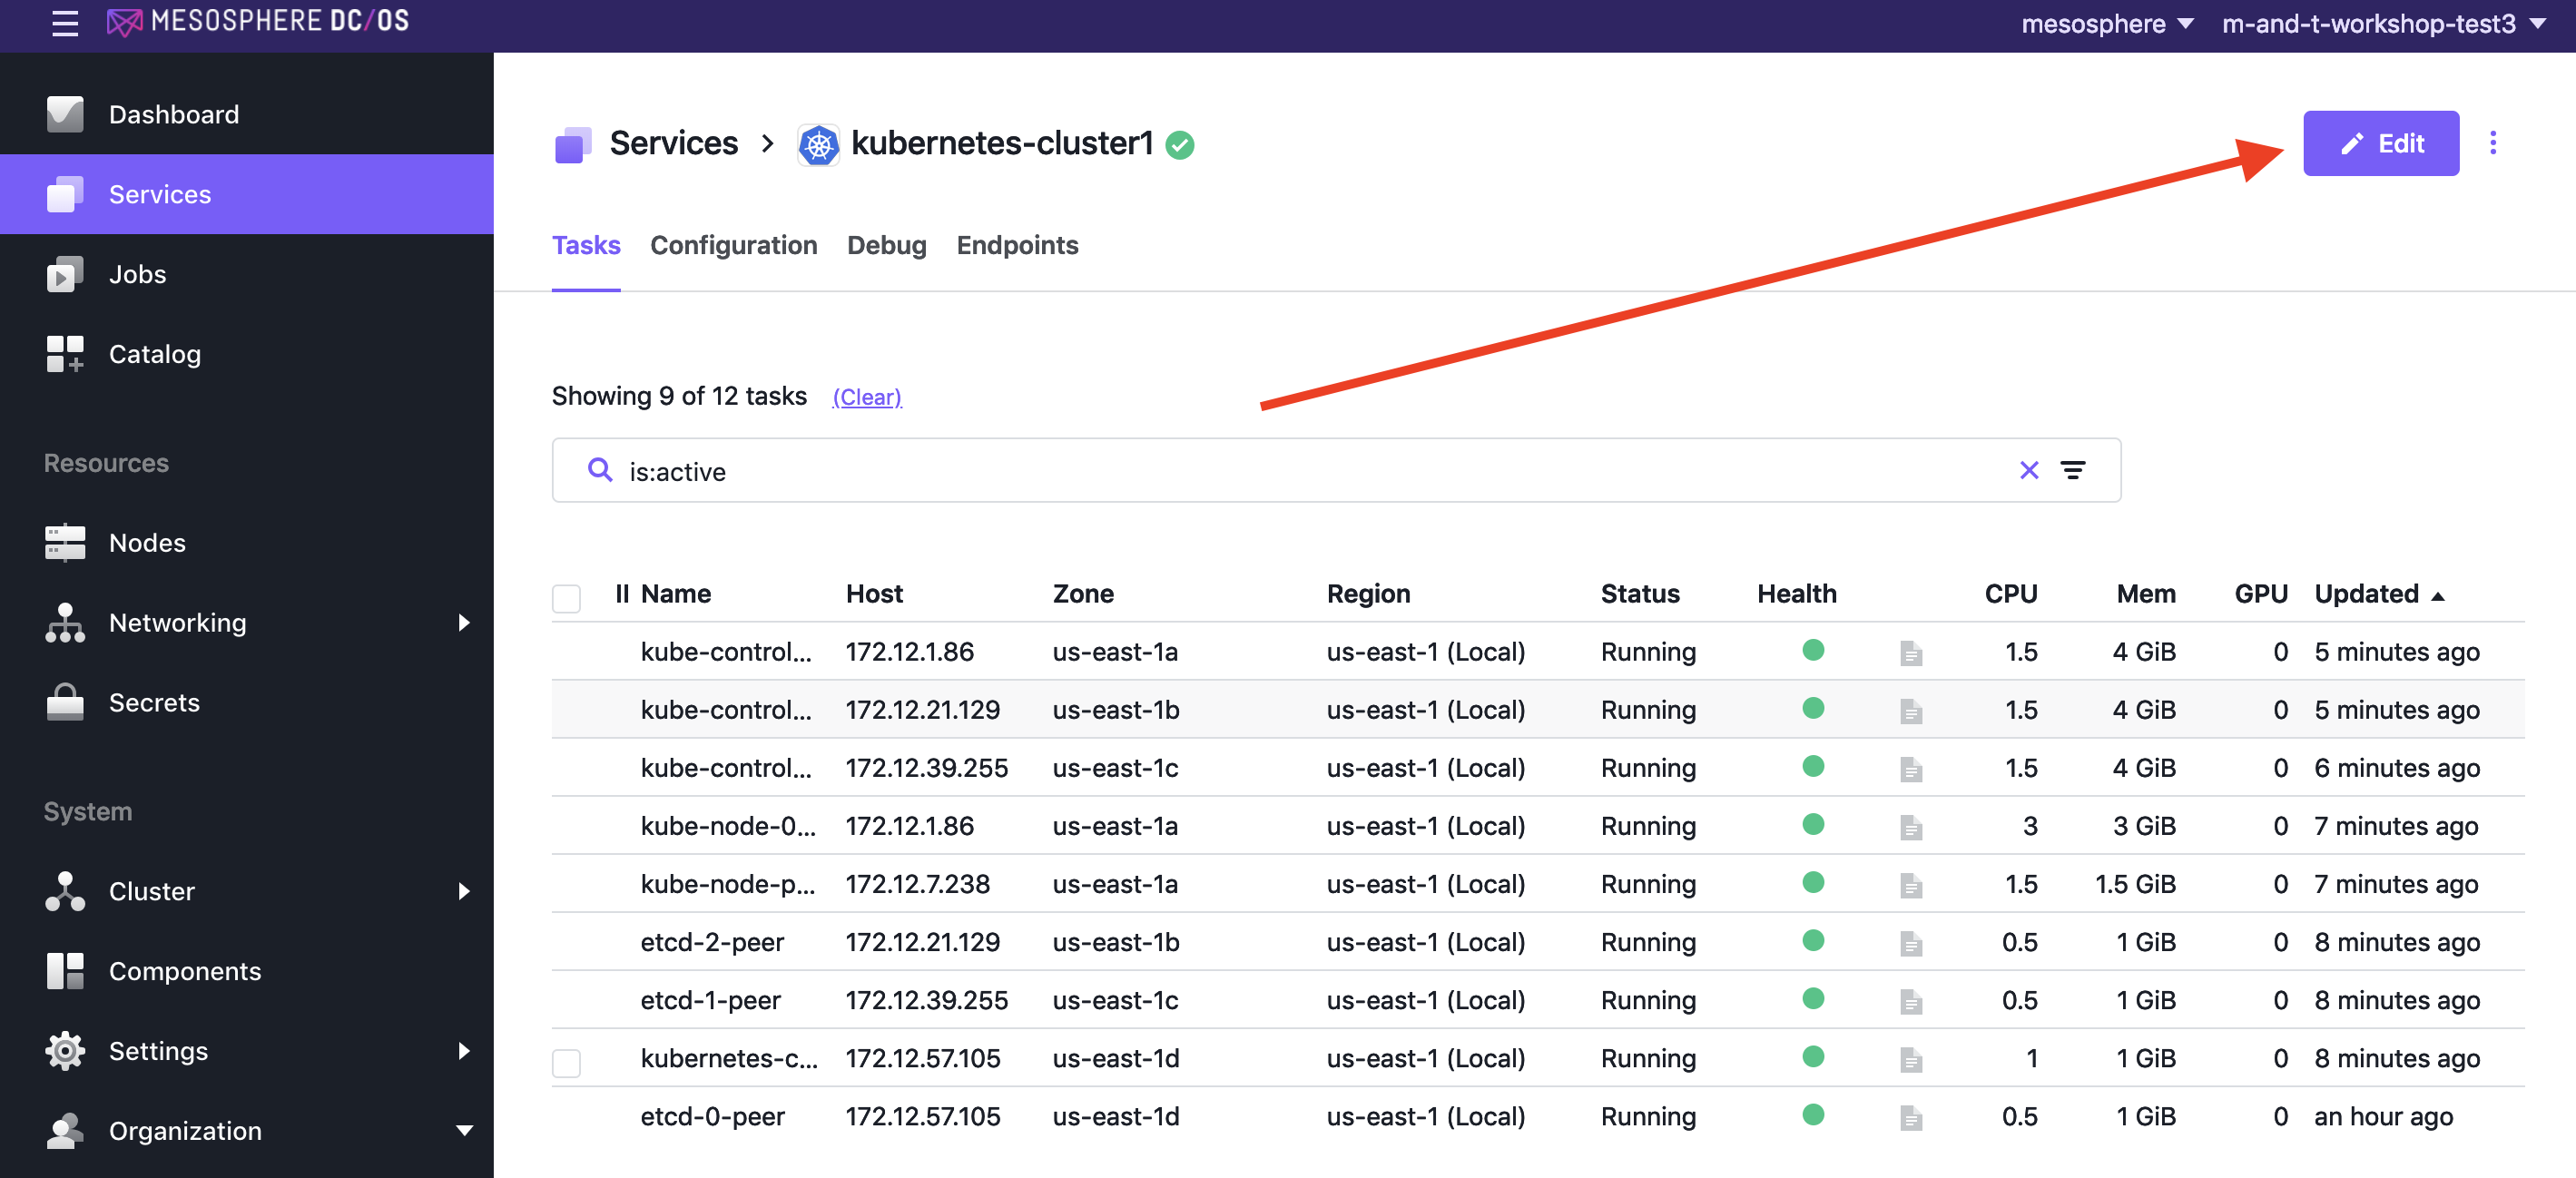 MESOSPHERE DC/OS
mesosphere
m-and-t-workshop-test3
Dashboard
Services
Jobs
Catalog
Resources
Nodes
Networking
Secrets
System
Cluster
Components
Settings
Organization
Services > kubernetes-cluster1
Edit
Tasks Configuration Debug Endpoints
Showing 9 of 12 tasks (Clear)
is:active
Name Host Zone Region Status Health CPU Mem GPU Updated
kube-control... 172.12.1.86 us-east-1a us-east-1 (Local) Running 1.5 4 GiB 0 5 minutes ago
kube-control... 172.12.21.129 us-east-1b us-east-1 (Local) Running 1.5 4 GiB 0 5 minutes ago
kube-control... 172.12.39.255 us-east-1c us-east-1 (Local) Running 1.5 4 GiB 0 6 minutes ago
kube-node-0... 172.12.1.86 us-east-1a us-east-1 (Local) Running 3 3 GiB 0 7 minutes ago
kube-node-p... 172.12.7.238 us-east-1a us-east-1 (Local) Running 1.5 1.5 GiB 0 7 minutes ago
etcd-2-peer 172.12.21.129 us-east-1b us-east-1 (Local) Running 0.5 1 GiB 0 8 minutes ago
etcd-1-peer 172.12.39.255 us-east-1c us-east-1 (Local) Running 0.5 1 GiB 0 8 minutes ago
kubernetes-c... 172.12.57.105 us-east-1d us-east-1 (Local) Running 1 1 GiB 0 8 minutes ago
etcd-0-peer 172.12.57.105 us-east-1d us-east-1 (Local) Running 0.5 1 GiB 0 an hour ago